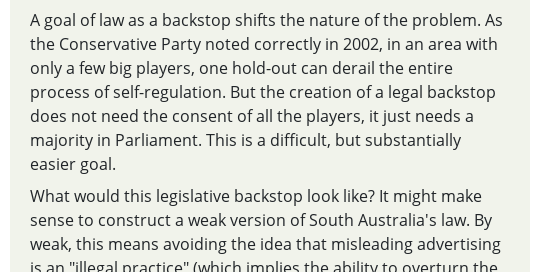 A goal of law as a backstop shifts the nature of the problem. As
the Conservative Party noted correctly in 2002, in an area with
only a few big players, one hold-out can derail the entire
process of self-regulation. But the creation of a legal backstop
does not need the consent of all the players, it just needs a
majority in Parliament. This is a difficult, but substantially
easier goal.
What would this legislative backstop look like? It might make
sense to construct a weak version of South Australia's law. By
weak, this means avoiding the idea that misleading advertising
is an "illegal practice" (which implies the ability to overturn the